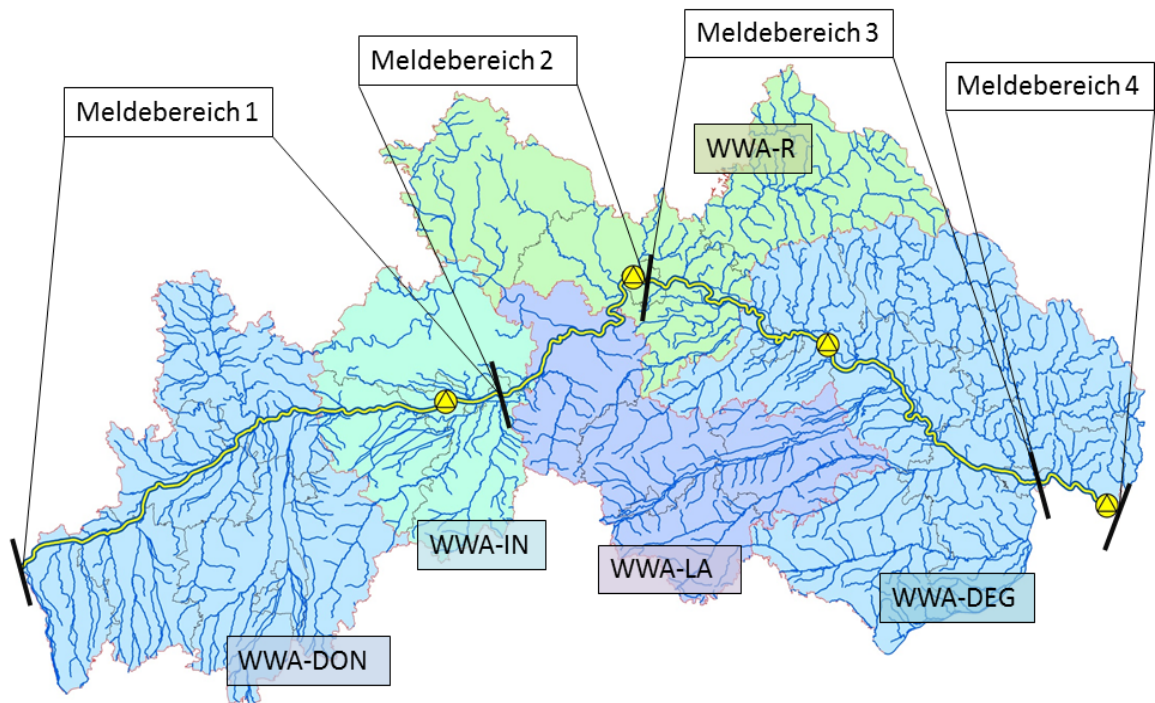 Meldebereich 1
Meldebereich 2
Meldebereich 3
Meldebereich 4
WWA-R
WWA-IN
WWA-LA
WWA-DEG
WWA-DON